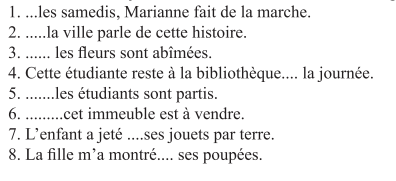 1. ...les samedis, Marianne fait de la marche.
2. .....la ville parle de cette histoire.
3. ...... les fleurs sont abîmées.
4. Cette étudiante reste à la bibliothèque.... la journée.
5. .......les étudiants sont partis.
6. .........cet immeuble est à vendre.
7. L’enfant a jeté ....ses jouets par terre.
8. La fille m’a montré.... ses poupées.